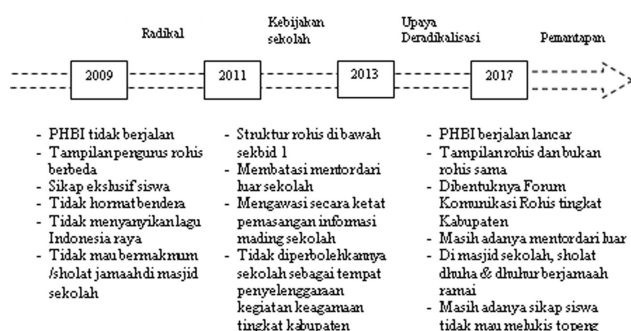 Radikal
Kebijakan
sekolah
Upaya
Deradikalisasi
Pemantapan
2009
2011
2013
2017
- PHBI tidak berjalan
- Tampilan pengurus rohis
berbeda
- Sikap ekslusif siswa
- Tidak hormat bendera
- Tidak menyanyikan lagu
Indonesia raya
- Tidak mau bermakmum
/sholat jamaah di masjid
sekolah
- Struktur rohis di bawah
sekbid 1
- Membatasi mentor dari
luar sekolah
- Mengawasi secara ketat
pemasangan informasi
mading sekolah
- Tidak diperbolehkannya
sekolah sebagai tempat
penyelenggaraan
kegiatan keagamaan
tingkat kabupaten
- PHBI berjalan lancar
- Tampilan rohis dan bukan
rohis sama
- Dibentuknya Forum
Komunikasi Rohis tingkat
Kabupaten
- Masih adanya mentor dari luar
- Di masjid sekolah, sholat
dhuha & dhuhur berjamaah
ramai
- Masih adanya sikap siswa
tidak mau melukis topeng